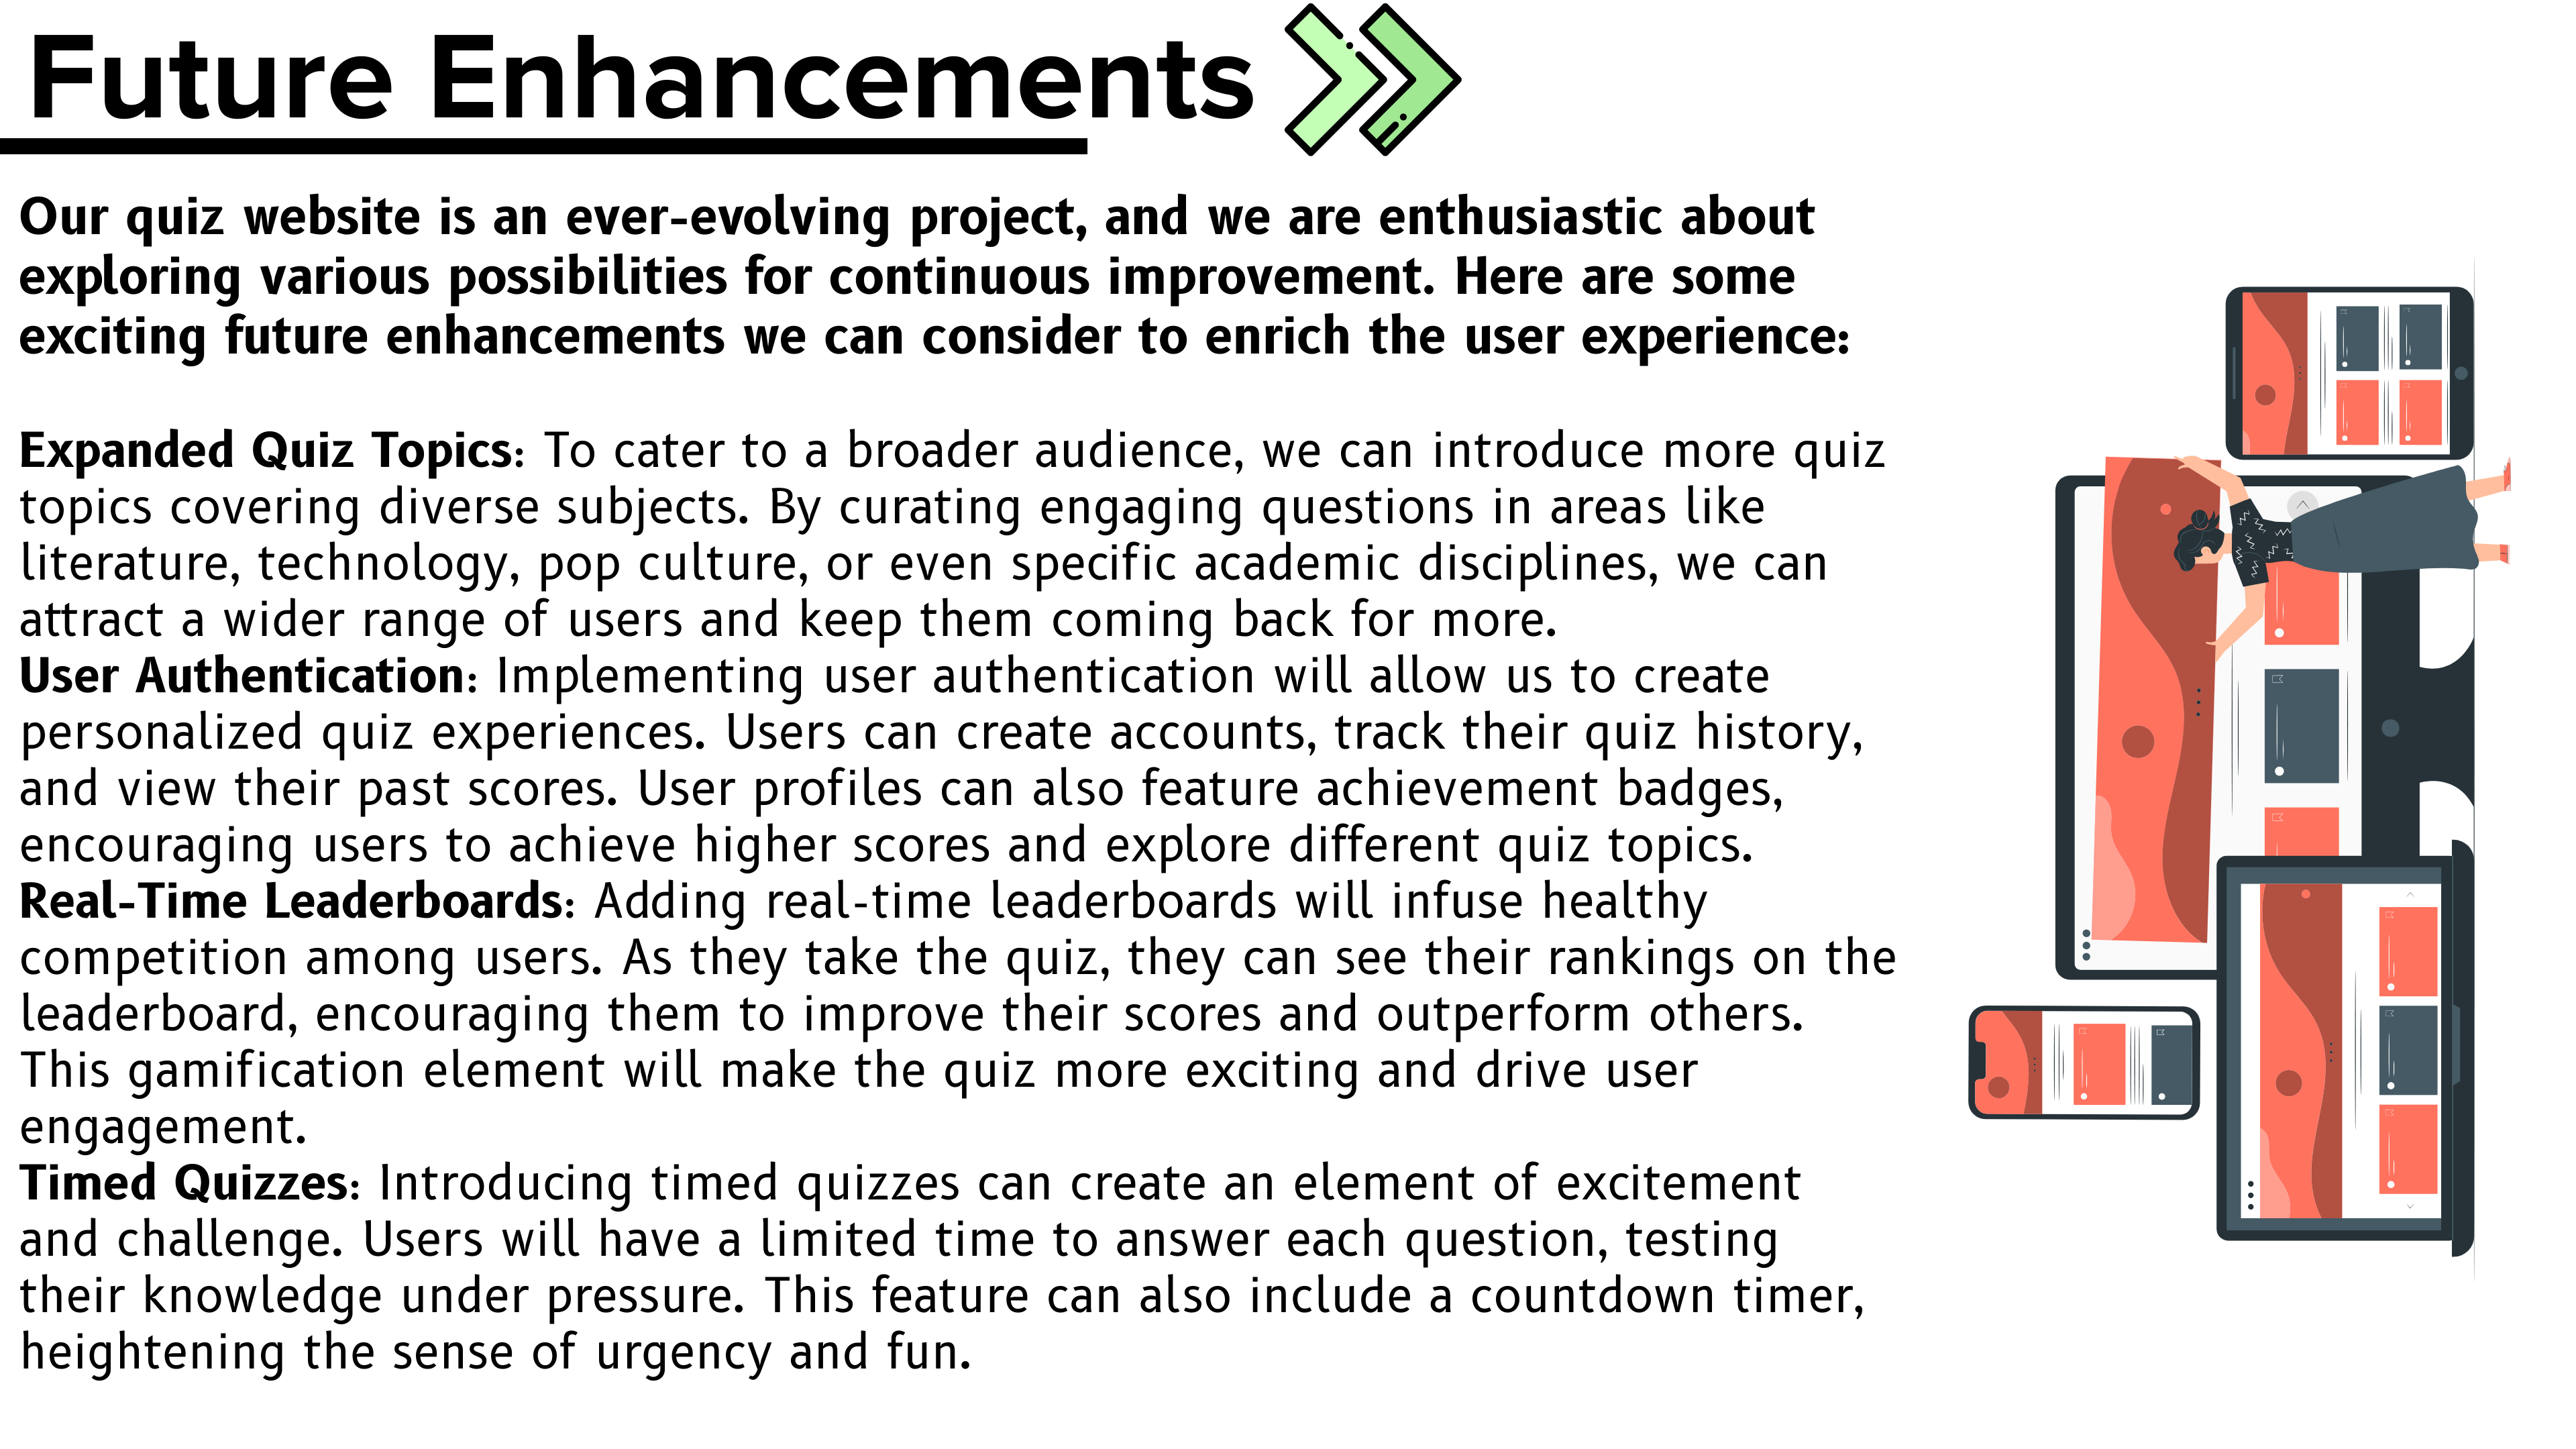 Future Enhancements
Our quiz website is an ever-evolving project, and we are enthusiastic about
exploring various possibilities for continuous improvement. Here are some
exciting future enhancements we can consider to enrich the user experience:
Expanded Quiz Topics: To cater to a broader audience, we can introduce more quiz
topics covering diverse subjects. By curating engaging questions in areas like
literature, technology, pop culture, or even specific academic disciplines, we can
attract a wider range of users and keep them coming back for more.
User Authentication: Implementing user authentication will allow us to create
personalized quiz experiences. Users can create accounts, track their quiz history,
and view their past scores. User profiles can also feature achievement badges,
encouraging users to achieve higher scores and explore different quiz topics.
Real-Time Leaderboards: Adding real-time leaderboards will infuse healthy
competition among users. As they take the quiz, they can see their rankings on the
leaderboard, encouraging them to improve their scores and outperform others.
This gamification element will make the quiz more exciting and drive user
engagement.
Timed Quizzes: Introducing timed quizzes can create an element of excitement
and challenge. Users will have a limited time to answer each question, testing
their knowledge under pressure. This feature can also include a countdown timer,
heightening the sense of urgency and fun.